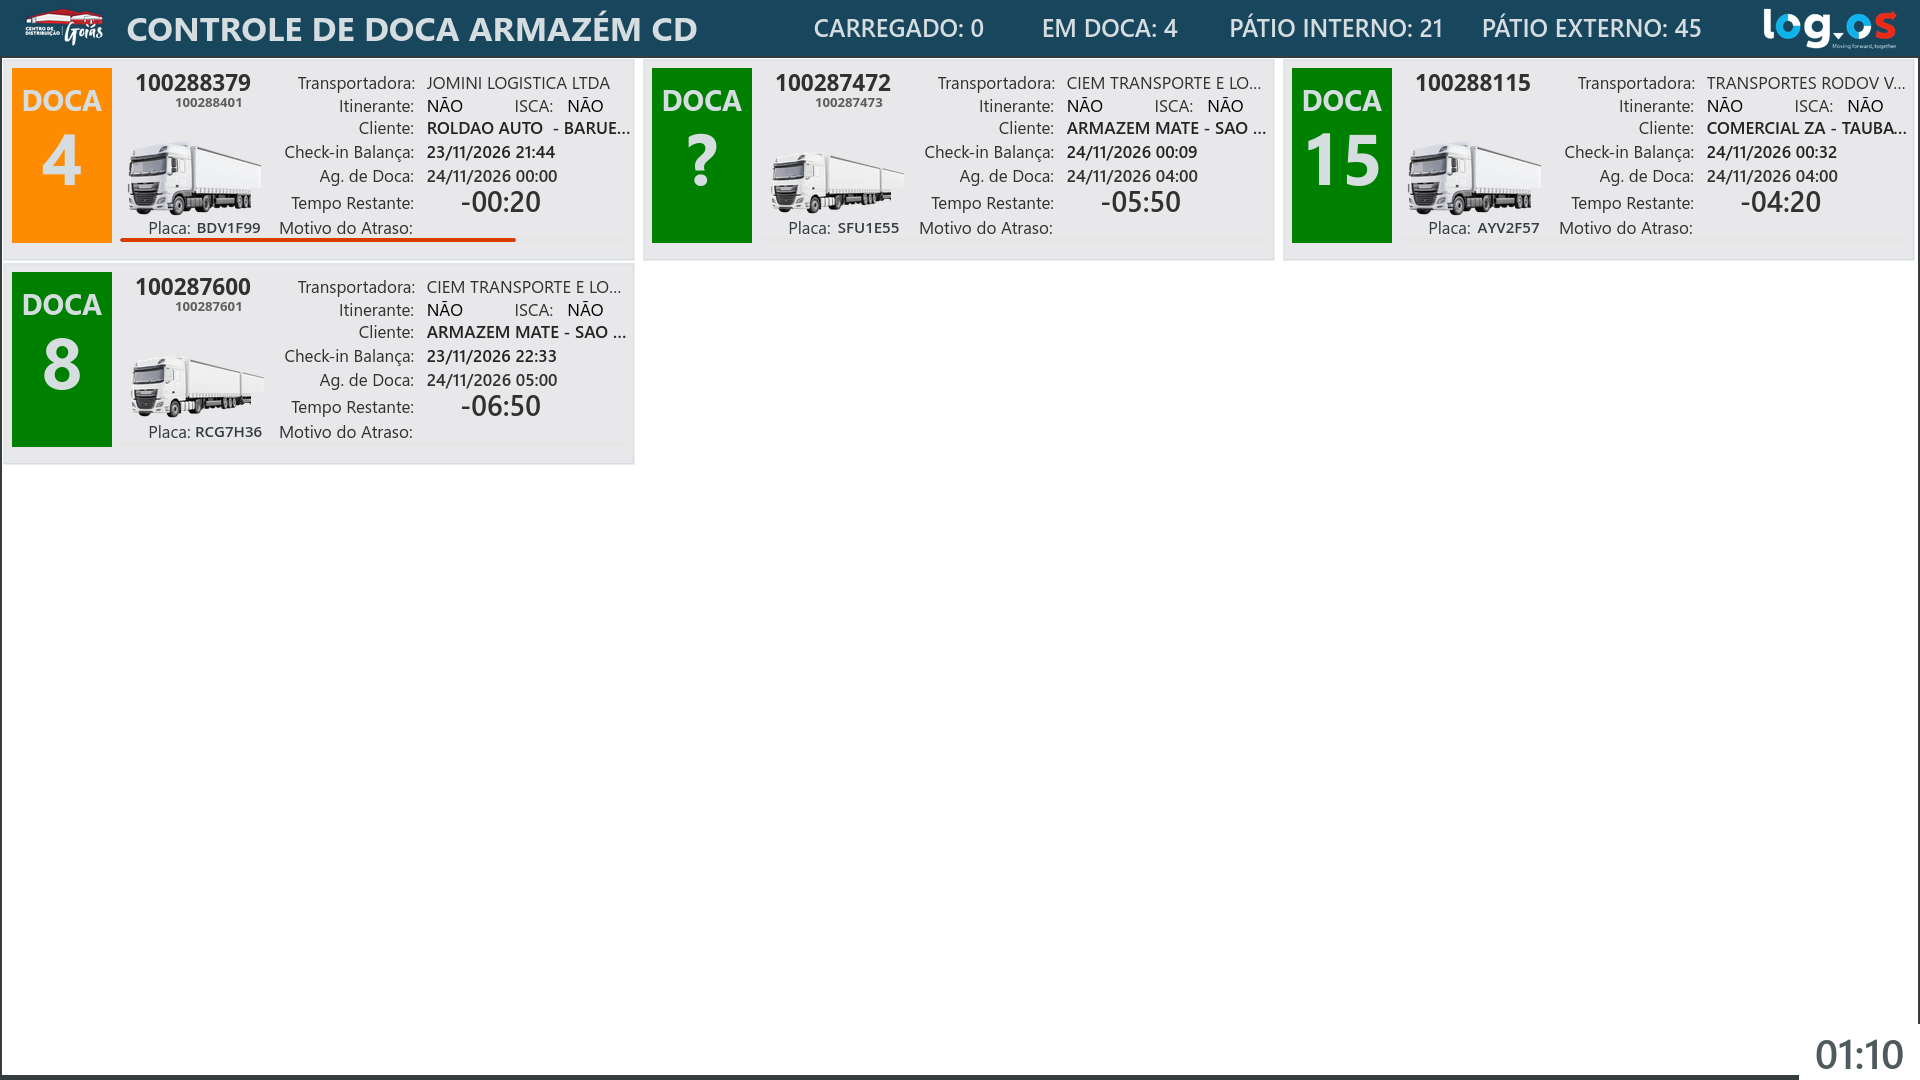 CENTRO DE
DISTRIBUIÇÃO
Goiás
CONTROLE DE DOCA ARMAZÉM CD
CARREGADO: 0
EM DOCA: 4
PÁTIO INTERNO: 21
PÁTIO EXTERNO: 45
log.os
Moving forward, together
DOCA
4
100288379
100288401
Placa: BDV1F99
Transportadora: JOMINI LOGISTICA LTDA
Itinerante: NÃO ISCA: NÃO
Cliente: ROLDAO AUTO - BARUE...
Check-in Balança: 23/11/2026 21:44
Ag. de Doca: 24/11/2026 00:00
Tempo Restante: -00:20
Motivo do Atraso:
DOCA
?
100287472
100287473
Placa: SFU1E55
Transportadora: CIEM TRANSPORTE E LO...
Itinerante: NÃO ISCA: NÃO
Cliente: ARMAZEM MATE - SAO ...
Check-in Balança: 24/11/2026 00:09
Ag. de Doca: 24/11/2026 04:00
Tempo Restante: -05:50
Motivo do Atraso:
DOCA
15
100288115
Placa: AYV2F57
Transportadora: TRANSPORTES RODOV V...
Itinerante: NÃO ISCA: NÃO
Cliente: COMERCIAL ZA - TAUBA...
Check-in Balança: 24/11/2026 00:32
Ag. de Doca: 24/11/2026 04:00
Tempo Restante: -04:20
Motivo do Atraso:
DOCA
8
100287600
100287601
Placa: RCG7H36
Transportadora: CIEM TRANSPORTE E LO...
Itinerante: NÃO ISCA: NÃO
Cliente: ARMAZEM MATE - SAO ...
Check-in Balança: 23/11/2026 22:33
Ag. de Doca: 24/11/2026 05:00
Tempo Restante: -06:50
Motivo do Atraso:
01:10